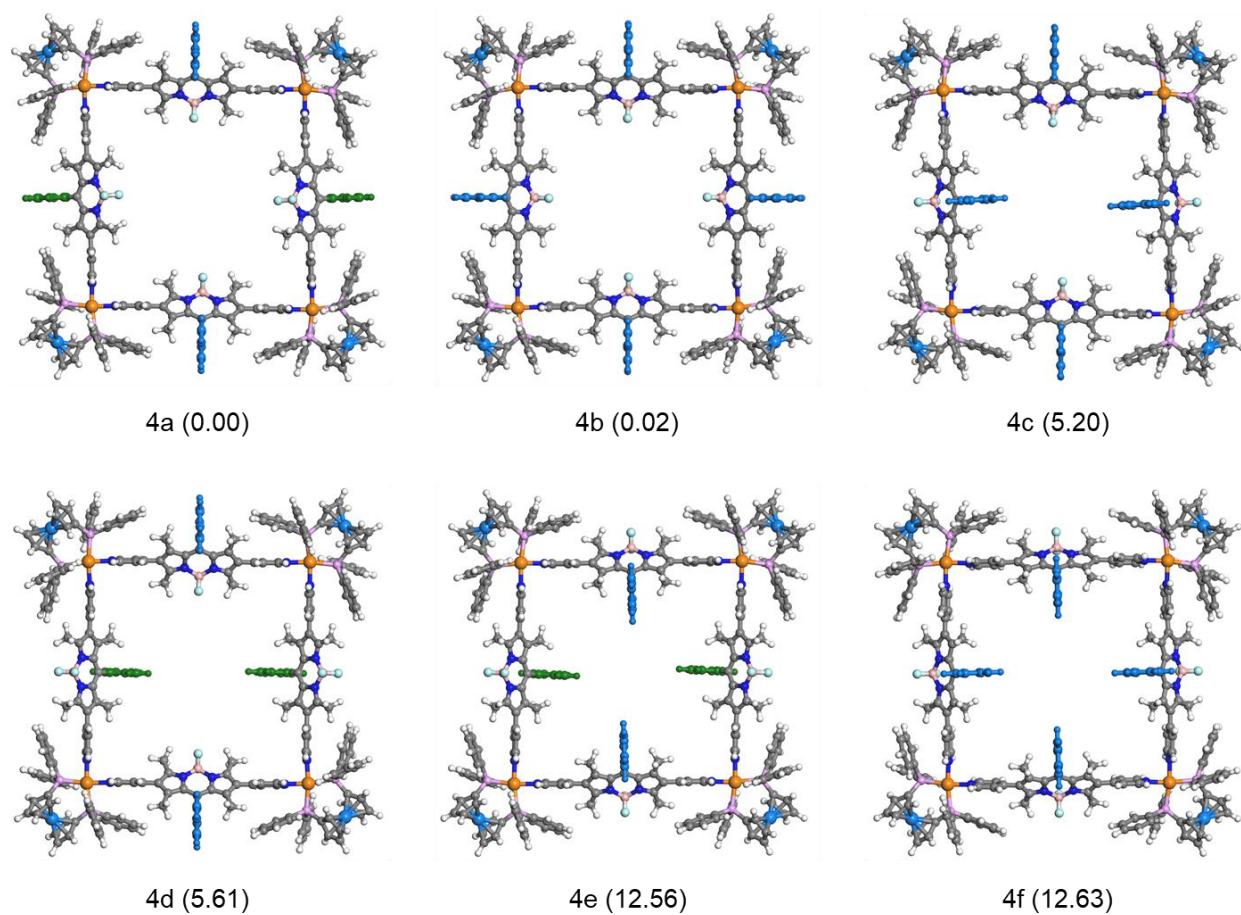 4a (0.00)
4b (0.02)
4c (5.20)
4d (5.61)
4e (12.56)
4f (12.63)